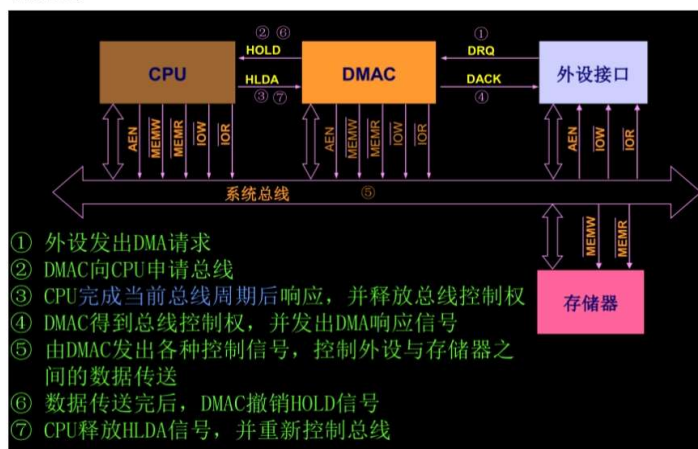 ② ⑥
①
HOLD
DRQ
CPU
DMAC
外设接口
HLDA
DACK
③ ⑦
④
AEN
MEMW
MEMR
IOW
IOR
AEN
MEMW
MEMR
IOW
IOR
AEN
IOW
IOR
系统总线
⑤
MEMW
MEMR
存储器
① 外设发出DMA请求
② DMAC向CPU申请总线
③ CPU完成当前总线周期后响应，并释放总线控制权
④ DMAC得到总线控制权，并发出DMA响应信号
⑤ 由DMAC发出各种控制信号，控制外设与存储器之
间的数据传送
⑥ 数据传送完后，DMAC撤销HOLD信号
⑦ CPU释放HLDA信号，并重新控制总线